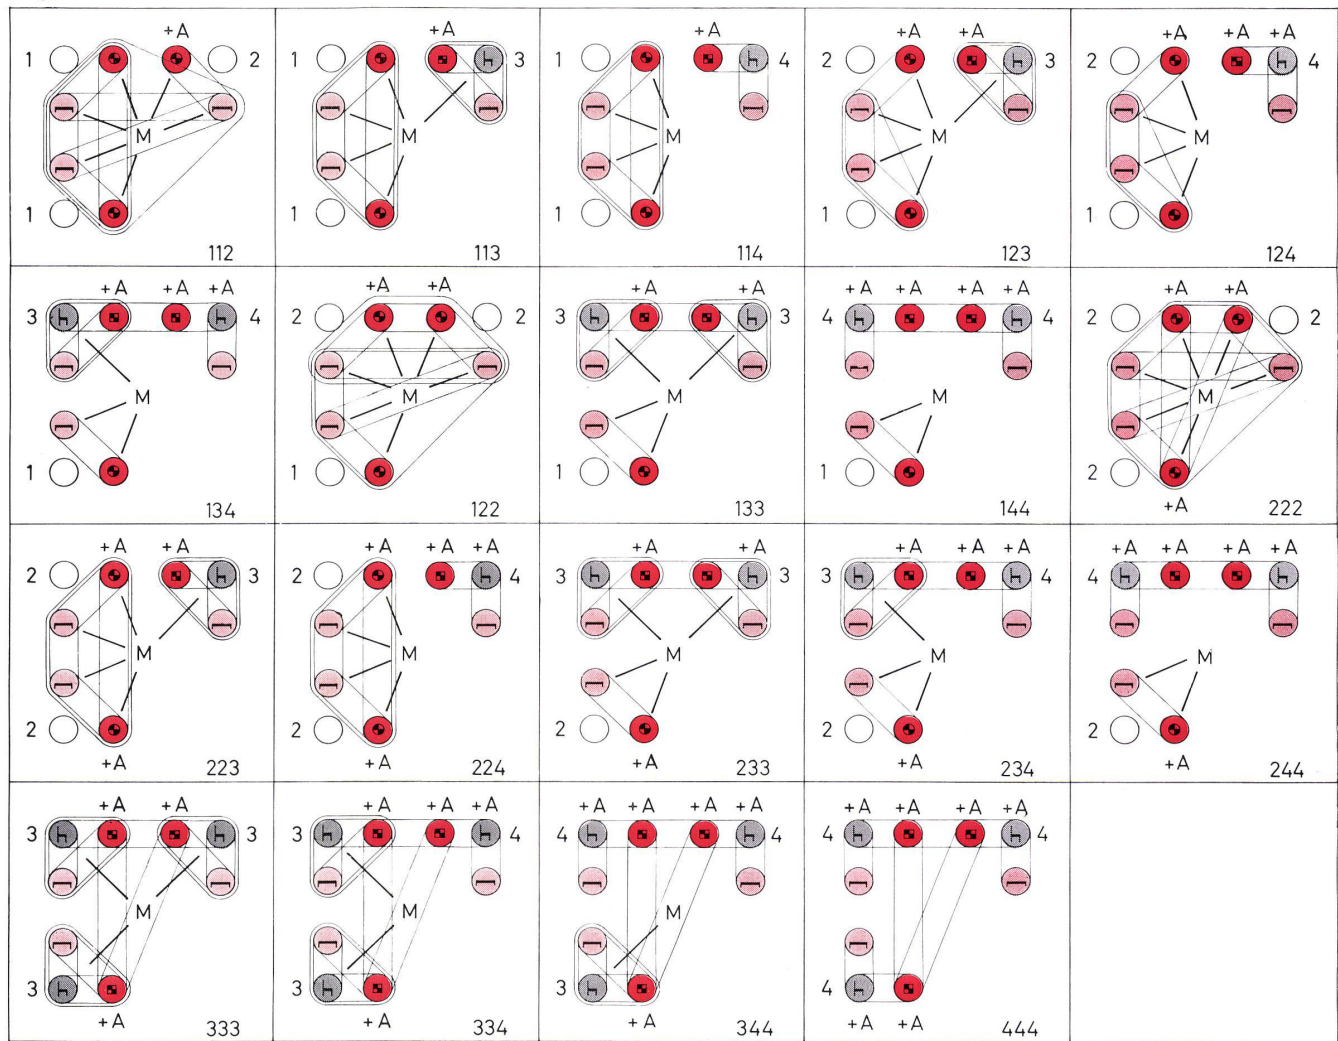 +A
1 2
M
1
112
+A
1 3
M
1
113
+A
1 4
M
1
114
+A +A
2 3
M
1
123
+A +A +A
2 4
M
1
124
+A +A +A
3 4
M
1
134
+A +A
2 2
M
1
122
+A +A
3 3
M
1
133
+A +A +A +A
4 4
M
1
144
+A +A
2 2
M
2
+A
222
+A +A
2 3
M
2
+A
223
+A +A +A
2 4
M
2
+A
224
+A +A
3 3
M
2
+A
233
+A +A +A
3 4
M
2
+A
234
+A +A +A +A
4 4
M
2
+A
244
+A +A
3 3
M
3
+A
333
+A +A +A
3 4
M
3
+A
334
+A +A +A +A
4 4
M
3
+A
344
+A +A +A +A
4 4
4
+A +A
444